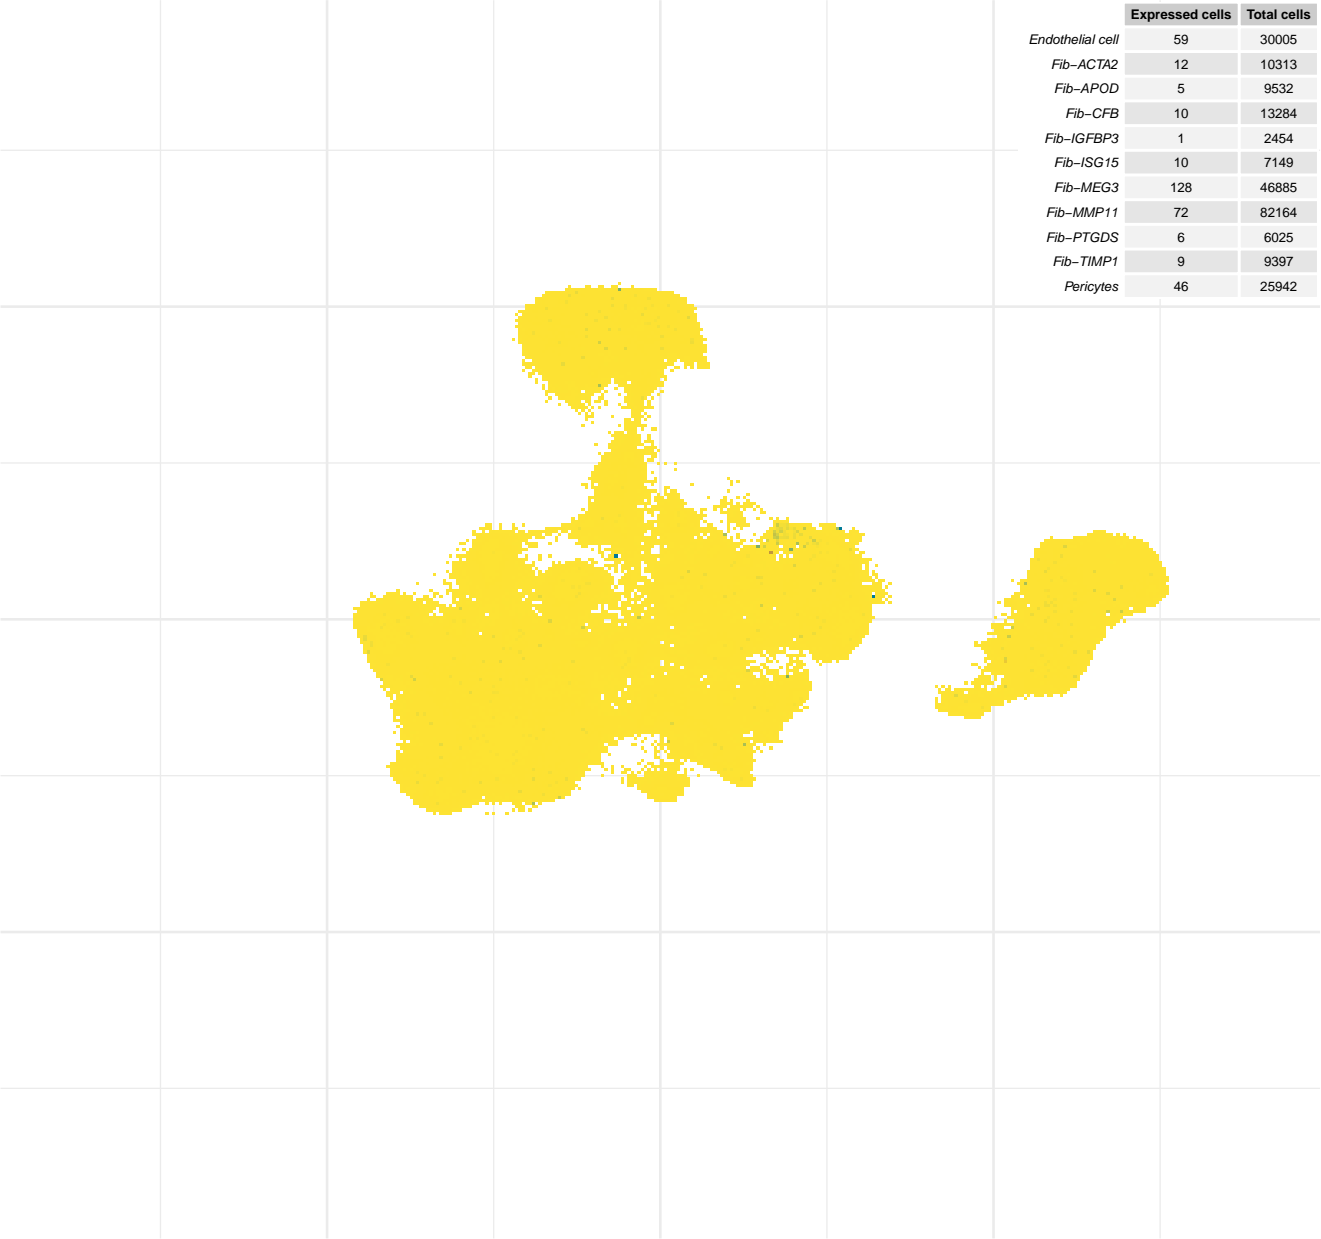 Expressed cells Total cells
Endothelial cell 59 30005
Fib−ACTA2 12 10313
Fib−APOD 5 9532
Fib−CFB 10 13284
Fib−IGFBP3 1 2454
Fib−ISG15 10 7149
Fib−MEG3 128 46885
Fib−MMP11 72 82164
Fib−PTGDS 6 6025
Fib−TIMP1 9 9397
Pericytes 46 25942